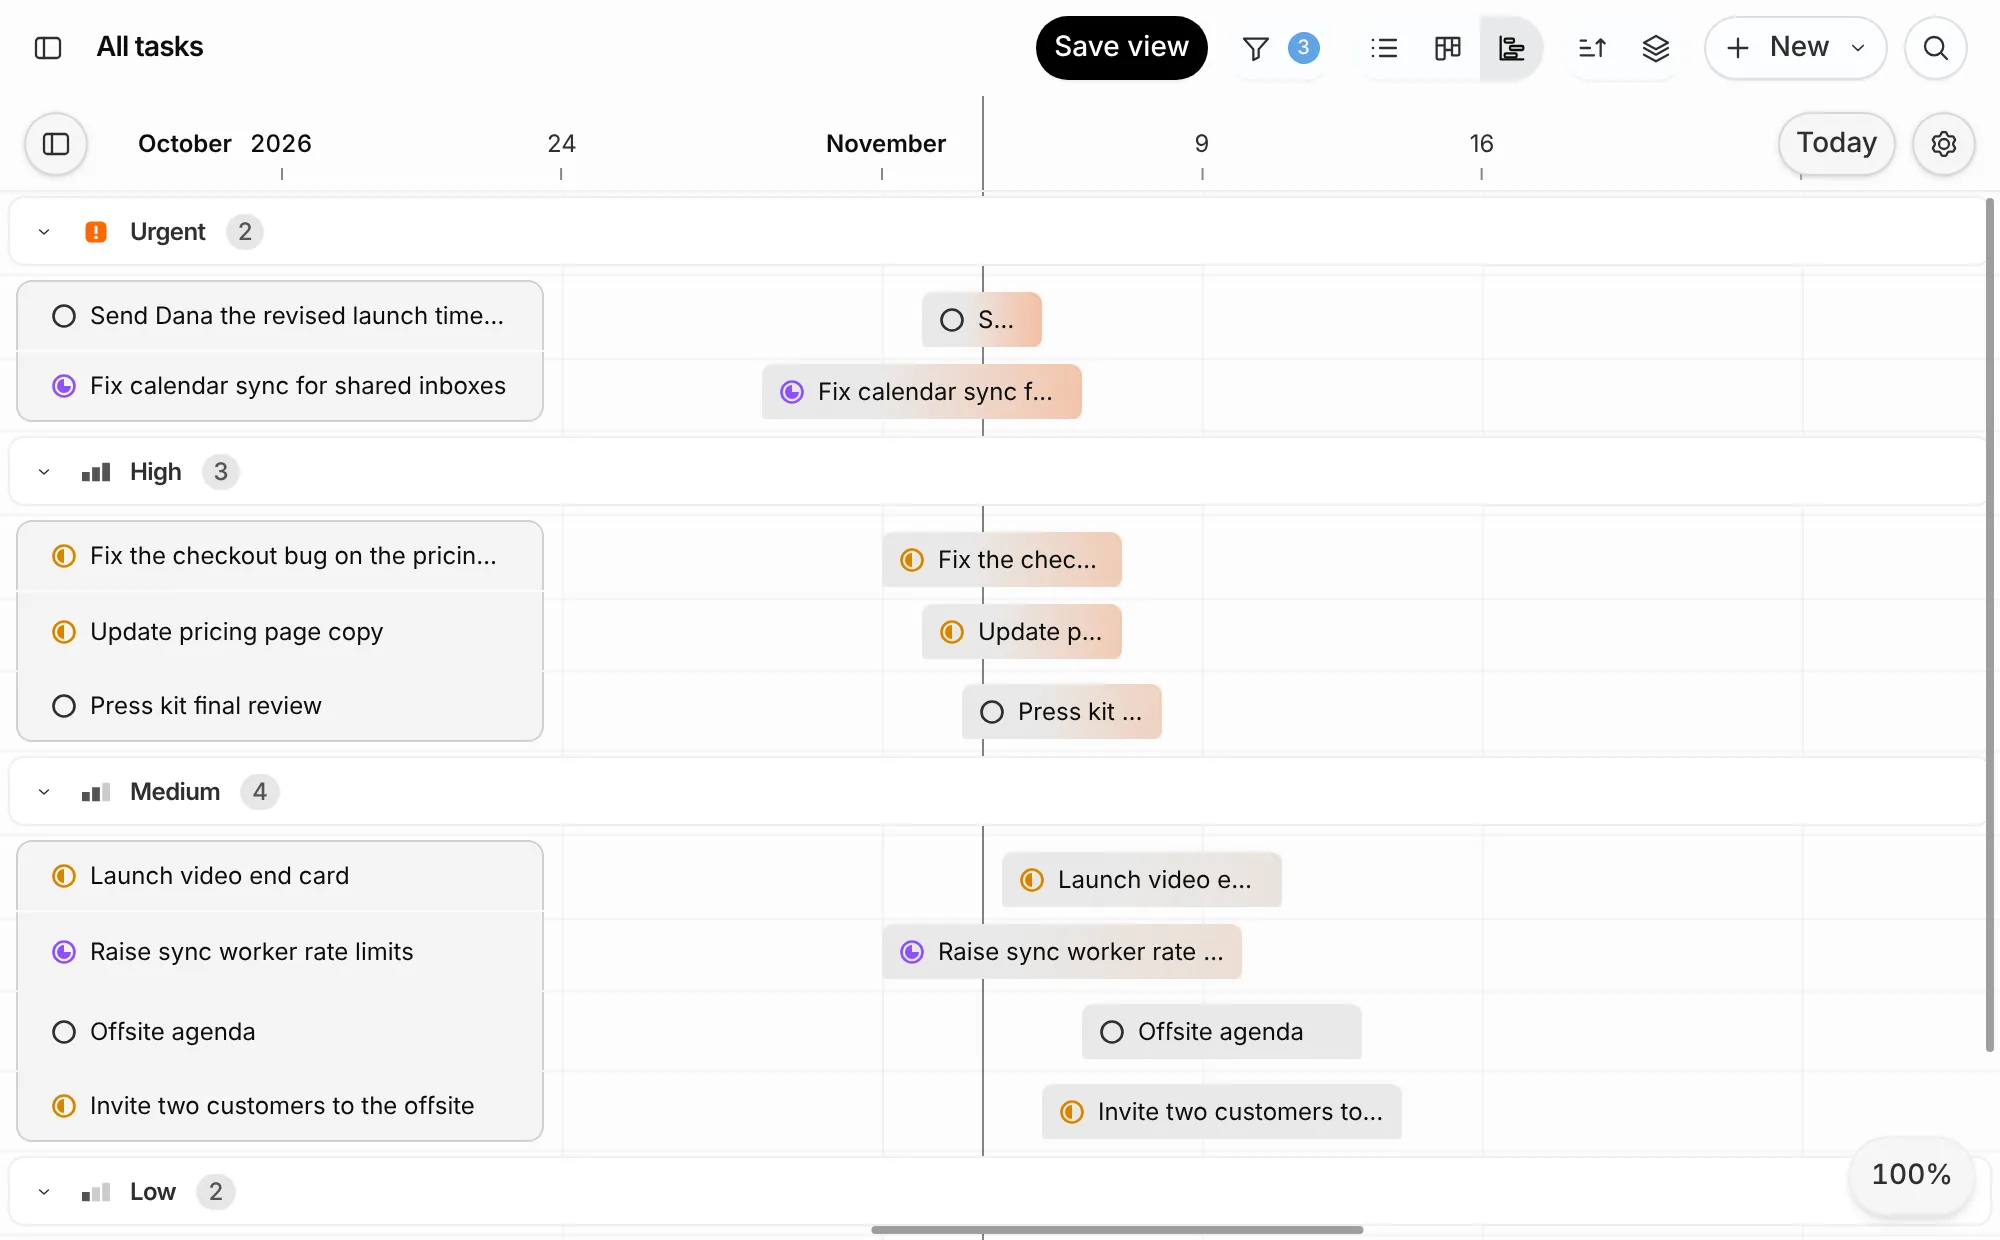 All tasks
Save view
3
New
October 2026
24
November
9
16
Today
Urgent 2
Send Dana the revised launch time...
S...
Fix calendar sync for shared inboxes
Fix calendar sync f...
High 3
Fix the checkout bug on the pricin...
Fix the chec...
Update pricing page copy
Update p...
Press kit final review
Press kit ...
Medium 4
Launch video end card
Launch video e...
Raise sync worker rate limits
Raise sync worker rate ...
Offsite agenda
Offsite agenda
Invite two customers to the offsite
Invite two customers to...
Low 2
100%